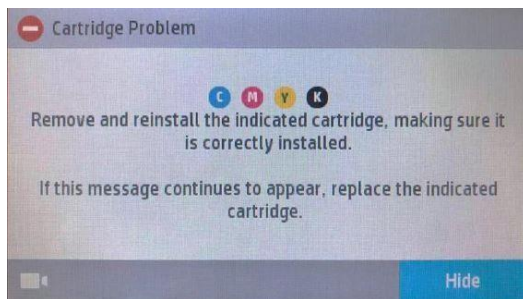 Cartridge Problem
C M Y K
Remove and reinstall the indicated cartridge, making sure it
is correctly installed.
If this message continues to appear, replace the indicated
cartridge.
Hide